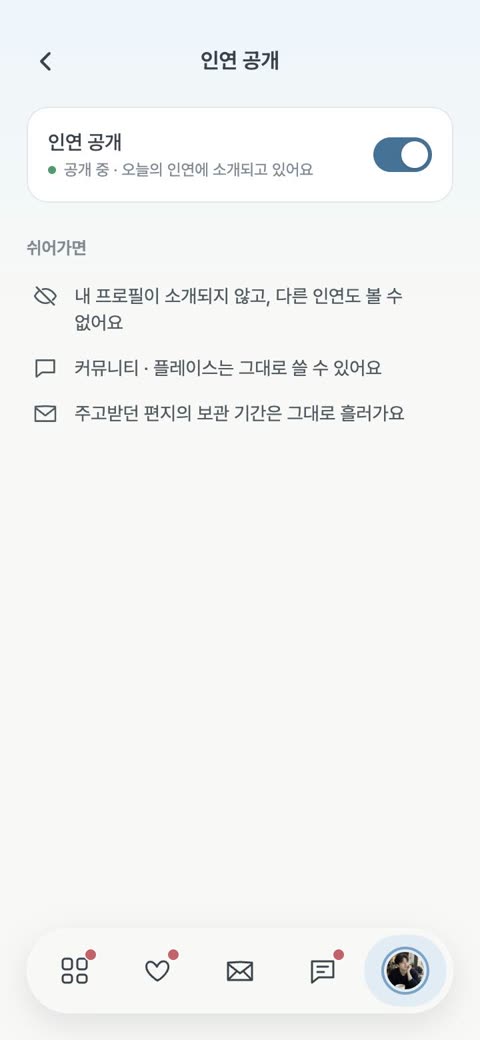 인연 공개
인연 공개
공개 중 · 오늘의 인연에 소개되고 있어요
쉬어가면
내 프로필이 소개되지 않고, 다른 인연도 볼 수
없어요
커뮤니티 · 플레이스는 그대로 쓸 수 있어요
주고받던 편지의 보관 기간은 그대로 흘러가요